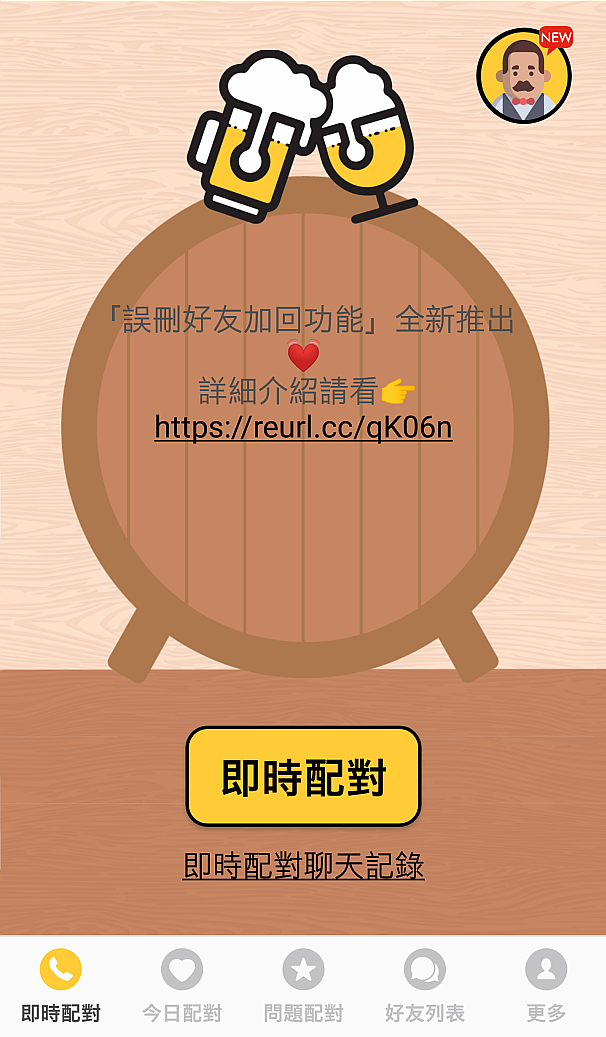 NEW
「誤刪好友加回功能」全新推出
💓
詳細介紹請看👉
https://reurl.cc/qK06n
即時配對
即時配對聊天記錄
即時配對 今日配對 問題配對 好友列表 更多